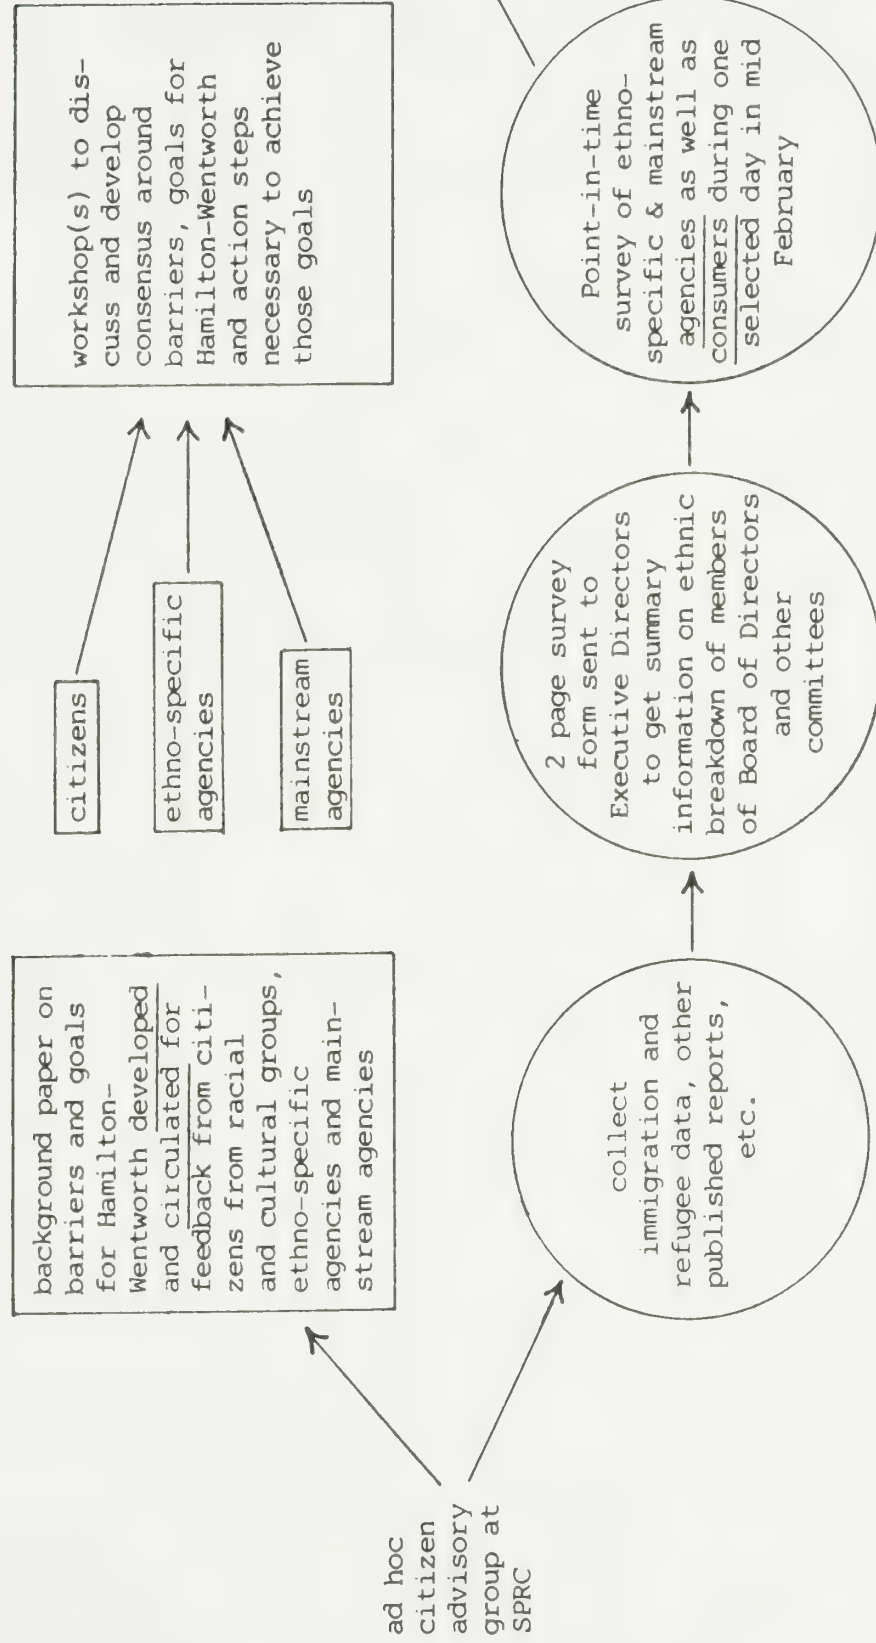 ad hoc
citizen
advisory
group at
SPRC
background paper on
barriers and goals
for Hamilton-
Wentworth developed
and circulated for
feedback from citi-
zens from racial
and cultural groups,
ethno-specific
agencies and main-
stream agencies
citizens
ethno-specific
agencies
mainstream
agencies
workshop(s) to dis-
cuss and develop
consensus around
barriers, goals for
Hamilton-Wentworth
and action steps
necessary to achieve
those goals
collect
immigration and
refugee data, other
published reports,
etc.
2 page survey
form sent to
Executive Directors
to get summary
information on ethnic
breakdown of members
of Board of Directors
and other
committees
Point-in-time
survey of ethno-
specific & mainstream
agencies as well as
consumers during one
selected day in mid
February